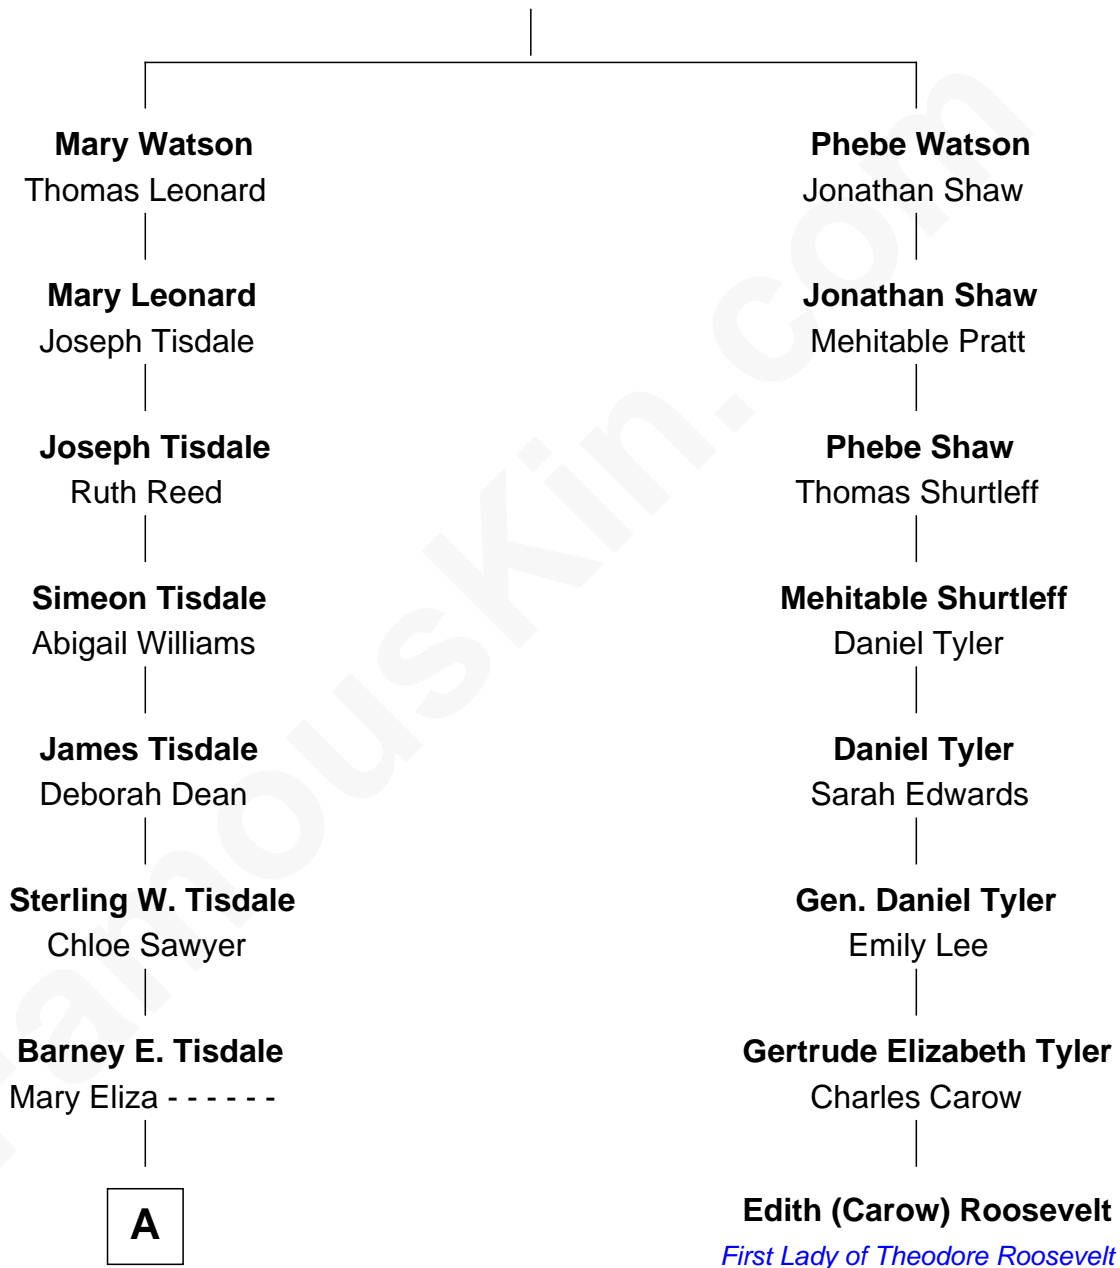 Mary Watson
Thomas Leonard
Mary Leonard
Joseph Tisdale
Joseph Tisdale
Ruth Reed
Simeon Tisdale
Abigail Williams
James Tisdale
Deborah Dean
Sterling W. Tisdale
Chloe Sawyer
Barney E. Tisdale
Mary Eliza - - - - - -
A
Phebe Watson
Jonathan Shaw
Jonathan Shaw
Mehitable Pratt
Phebe Shaw
Thomas Shurtleff
Mehitable Shurtleff
Daniel Tyler
Daniel Tyler
Sarah Edwards
Gen. Daniel Tyler
Emily Lee
Gertrude Elizabeth Tyler
Charles Carow
Edith (Carow) Roosevelt
First Lady of Theodore Roosevelt
FamousKin.com